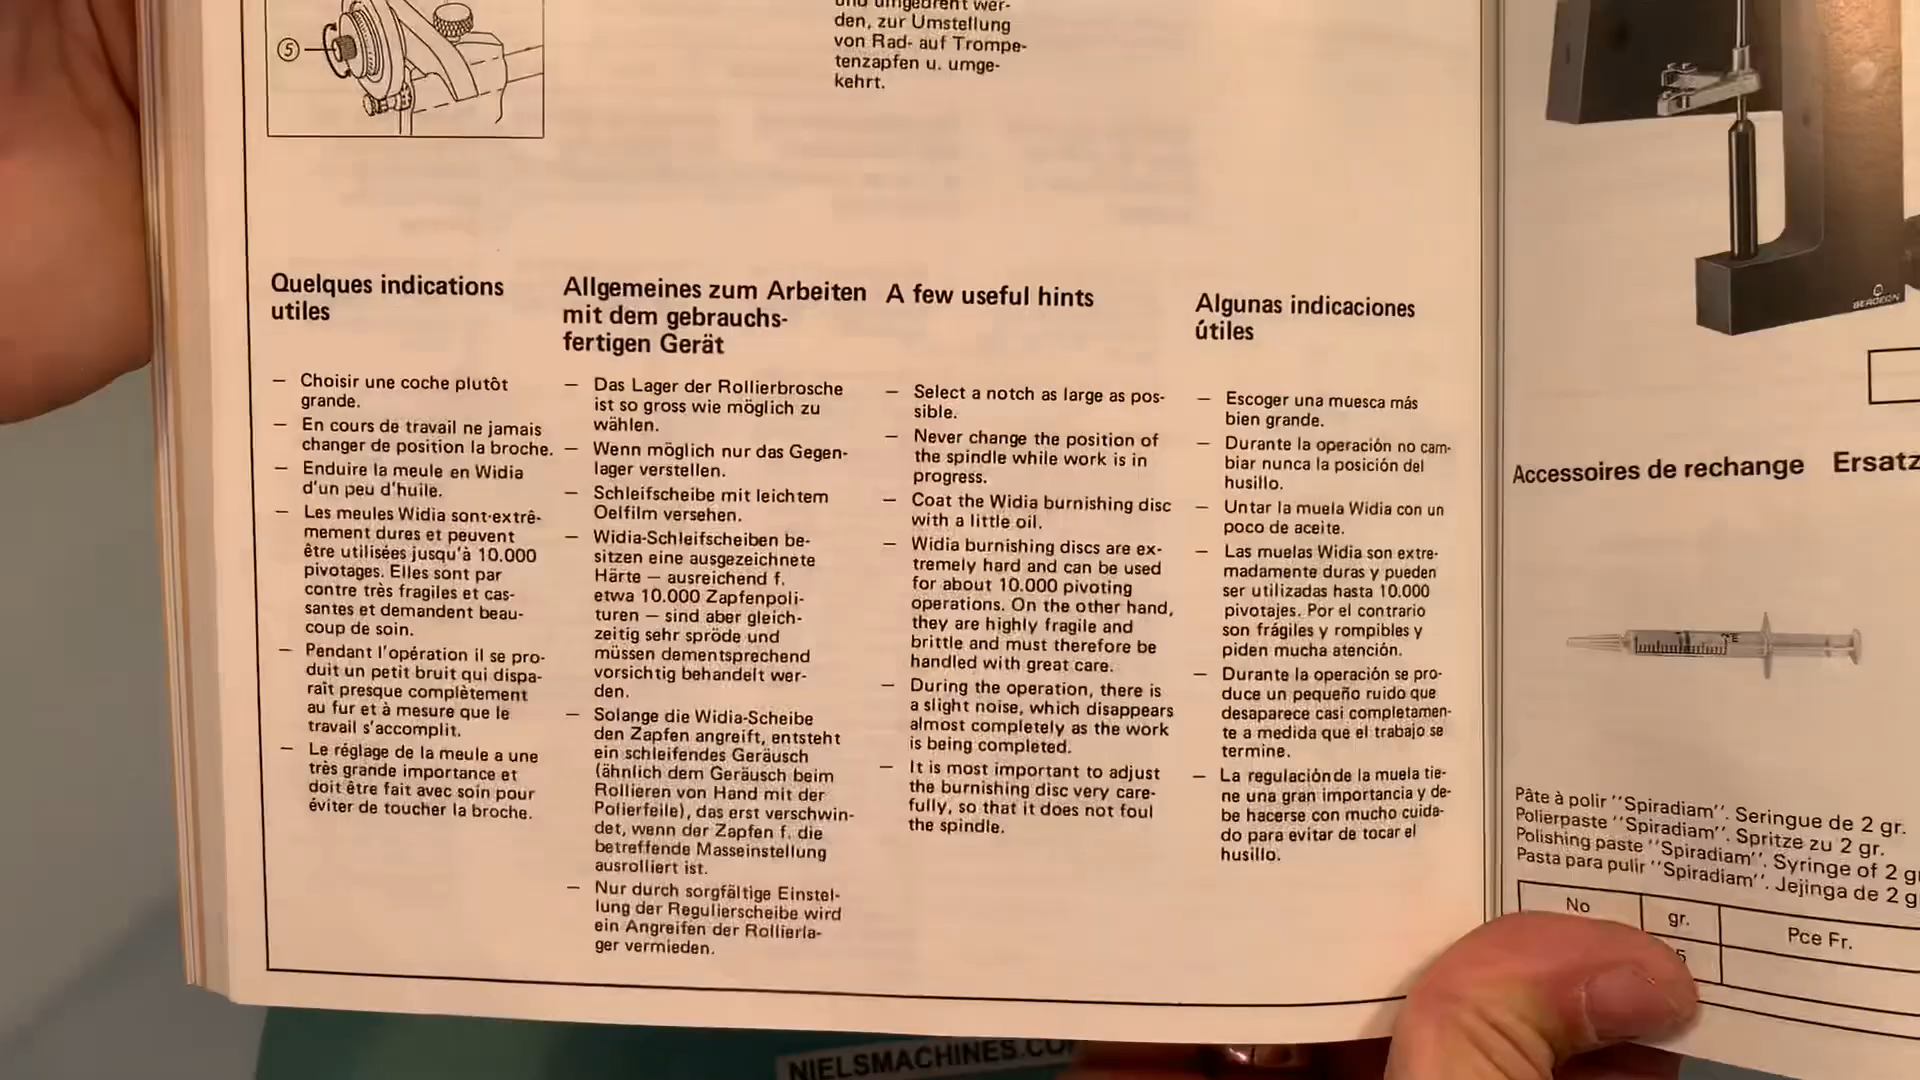 5
und umgedreht wer-
den, zur Umstellung
von Rad- auf Trompe-
tenzapfen u. umge-
kehrt.
Quelques indications
utiles
— Choisir une coche plutôt
grande.
— En cours de travail ne jamais
changer de position la broche.
— Enduire la meule en Widia
d'un peu d'huile.
— Les meules Widia sont·extrê-
mement dures et peuvent
être utilisées jusqu'à 10.000
pivotages. Elles sont par
contre très fragiles et cas-
santes et demandent beau-
coup de soin.
— Pendant l'opération il se pro-
duit un petit bruit qui dispa-
raît presque complètement
au fur et à mesure que le
travail s'accomplit.
— Le réglage de la meule a une
très grande importance et
doit être fait avec soin pour
éviter de toucher la broche.
Allgemeines zum Arbeiten
mit dem gebrauchs-
fertigen Gerät
— Das Lager der Rollierbrosche
ist so gross wie möglich zu
wählen.
— Wenn möglich nur das Gegen-
lager verstellen.
— Schleifscheibe mit leichtem
Oelfilm versehen.
— Widia-Schleifscheiben be-
sitzen eine ausgezeichnete
Härte — ausreichend f.
etwa 10.000 Zapfenpoli-
turen — sind aber gleich-
zeitig sehr spröde und
müssen dementsprechend
vorsichtig behandelt wer-
den.
— Solange die Widia-Scheibe
den Zapfen angreift, entsteht
ein schleifendes Geräusch
(ähnlich dem Geräusch beim
Rollieren von Hand mit der
Polierfeile), das erst verschwin-
det, wenn der Zapfen f. die
betreffende Masseinstellung
ausrolliert ist.
— Nur durch sorgfältige Einstel-
lung der Regulierscheibe wird
ein Angreifen der Rollierla-
ger vermieden.
A few useful hints
— Select a notch as large as pos-
sible.
— Never change the position of
the spindle while work is in
progress.
— Coat the Widia burnishing disc
with a little oil.
— Widia burnishing discs are ex-
tremely hard and can be used
for about 10.000 pivoting
operations. On the other hand,
they are highly fragile and
brittle and must therefore be
handled with great care.
— During the operation, there is
a slight noise, which disappears
almost completely as the work
is being completed.
— It is most important to adjust
the burnishing disc very care-
fully, so that it does not foul
the spindle.
Algunas indicaciones
útiles
— Escoger una muesca más
bien grande.
— Durante la operación no cam-
biar nunca la posición del
husillo.
— Untar la muela Widia con un
poco de aceite.
— Las muelas Widia son extre-
madamente duras y pueden
ser utilizadas hasta 10.000
pivotajes. Por el contrario
son frágiles y rompibles y
piden mucha atención.
— Durante la operación se pro-
duce un pequeño ruido que
desaparece casi completamen-
te a medida que el trabajo se
termine.
— La regulación de la muela tie-
ne una gran importancia y de-
be hacerse con mucho cuida-
do para evitar de tocar el
husillo.
BERGEON
Accessoires de rechange Ersatz
Pâte à polir ''Spiradiam''. Seringue de 2 gr.
Polierpaste ''Spiradiam''. Spritze zu 2 gr.
Polishing paste ''Spiradiam''. Syringe of 2 g
Pasta para pulir ''Spiradiam''. Jejinga de 2 g
No gr. Pce Fr.
NIELSMACHINES.CO